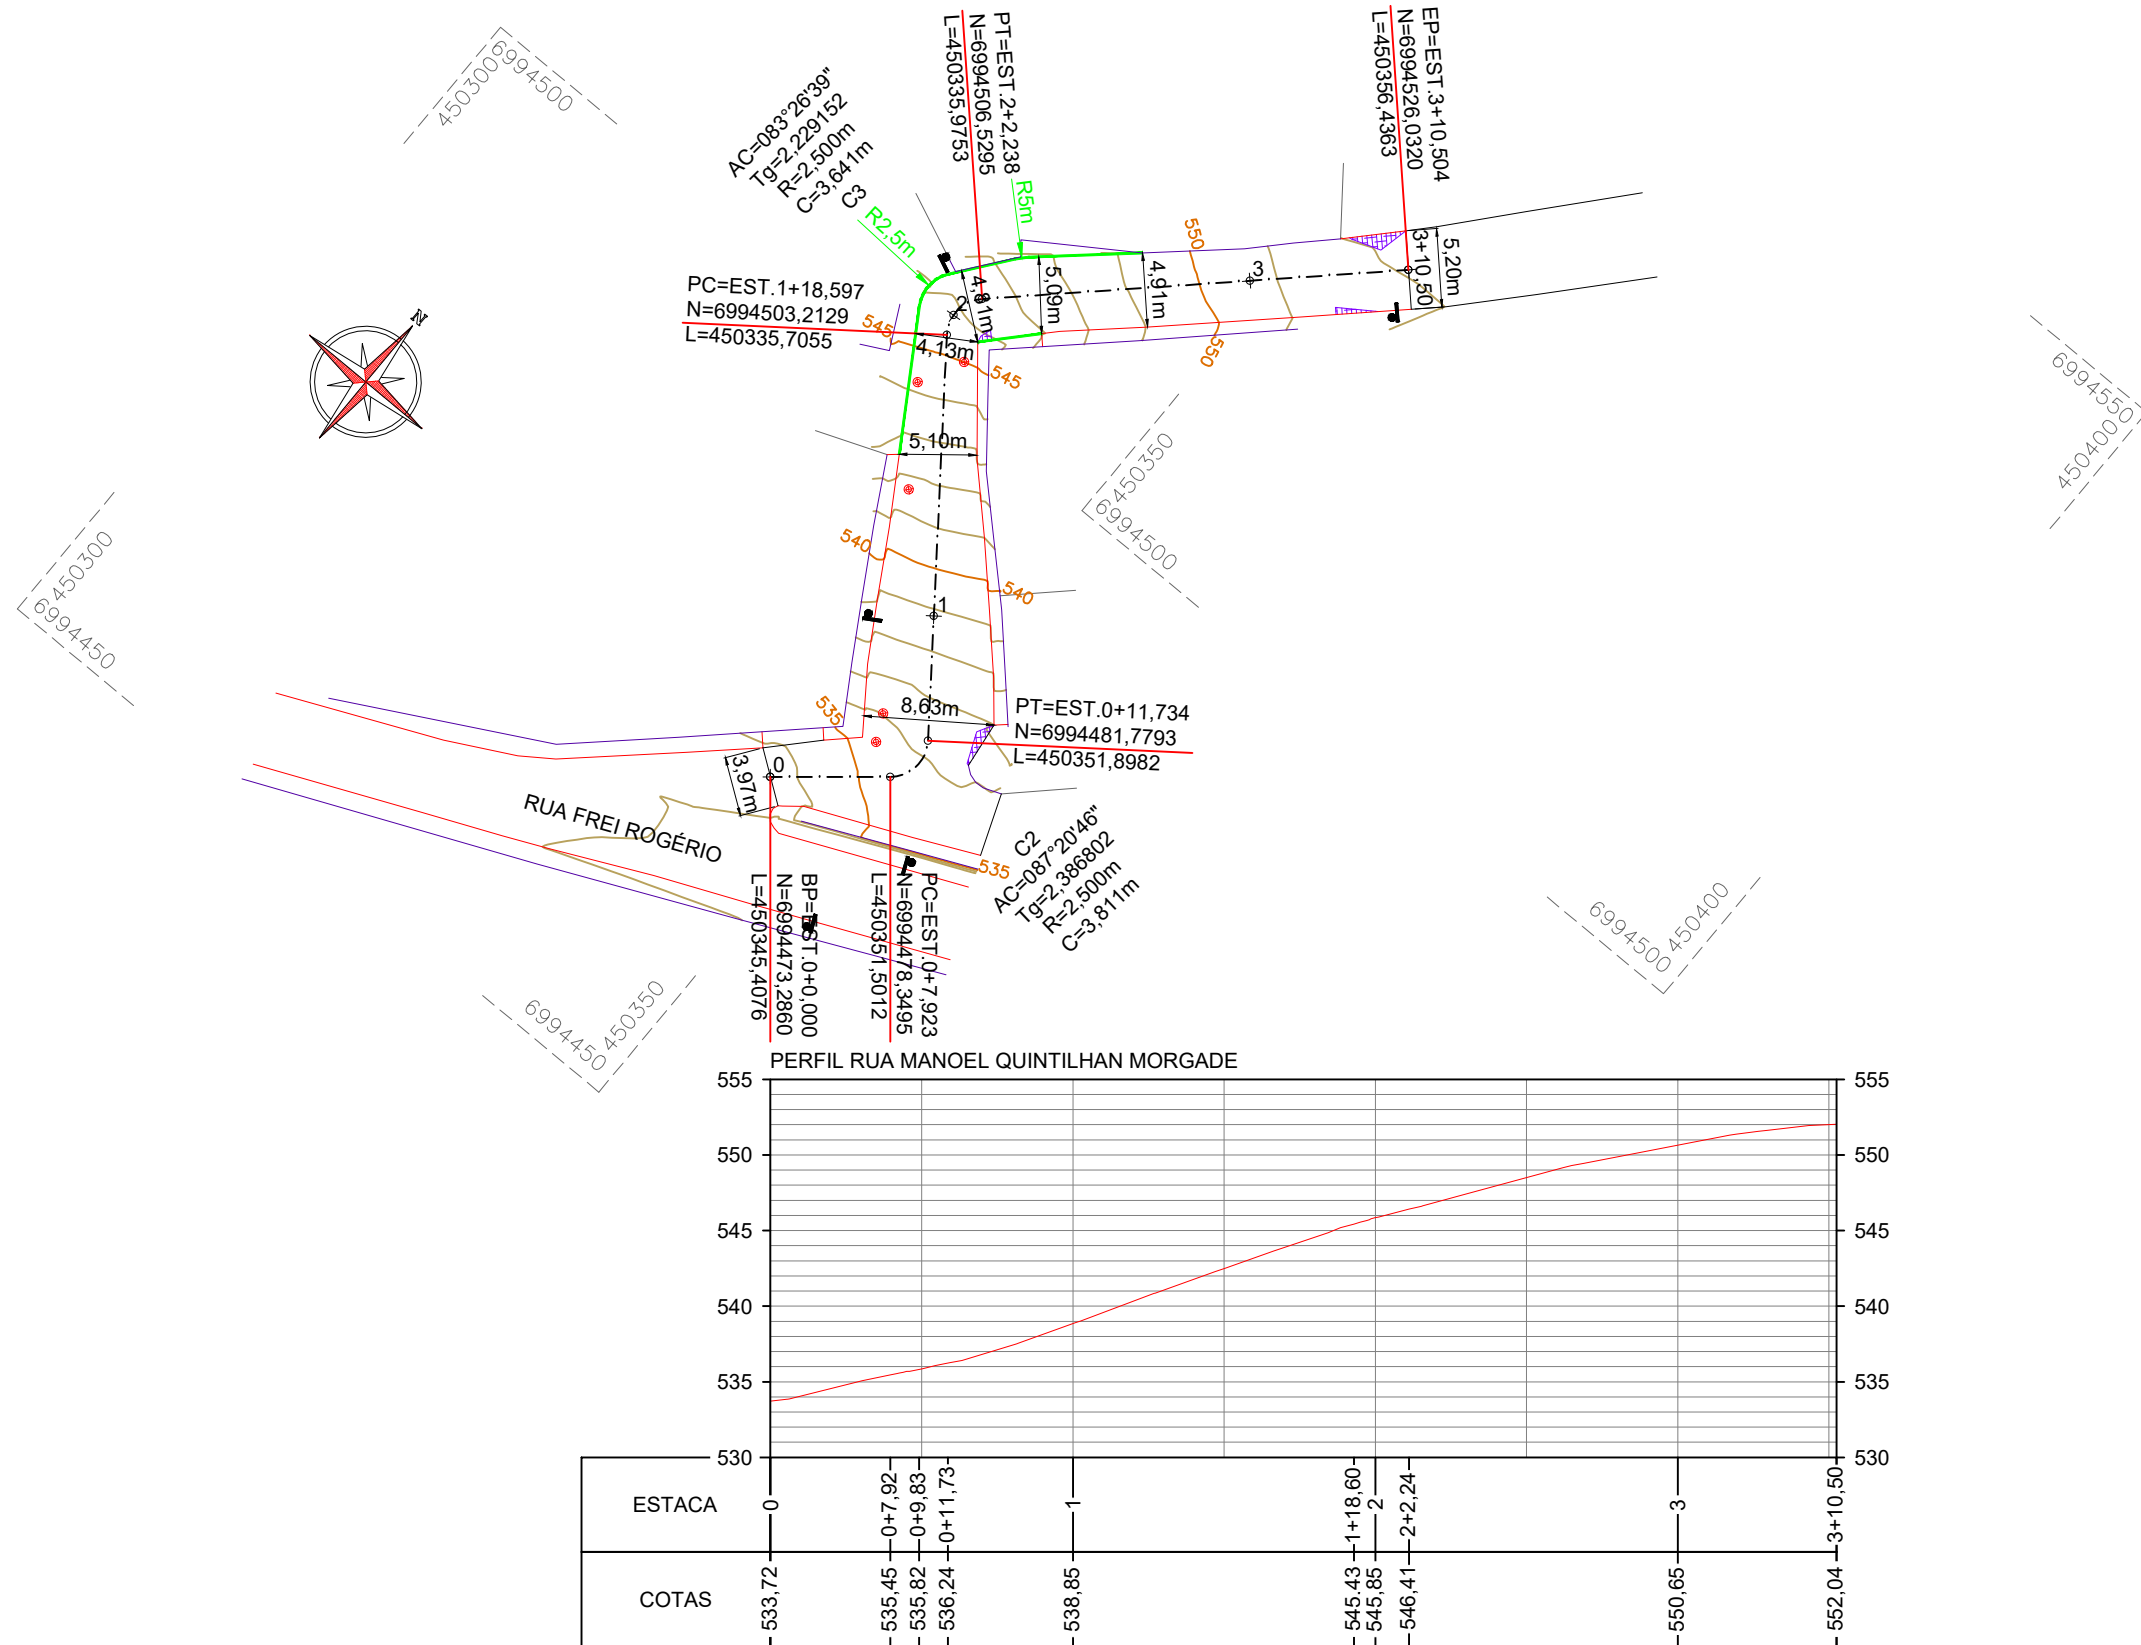 6994500
450300
AC=083°26'39"
Tg=2,229152
R=2,500m
C=3,641m
C3
R2,5m
PT=EST.2+2,238
N=6994506,5295
L=450335,9753
R5m
EP=EST.3+10,504
N=6994526,0320
L=450356,4363
3+10,50
5,20m
550
550
3
4,91m
5,09m
4,91m
2
PC=EST.1+18,597
N=6994503,2129
L=450335,7055
545
4,13m
545
N
5,10m
540
540
1
6994550
450400
450350
6994500
450300
6994450
535
8,63m
PT=EST.0+11,734
N=6994481,7793
L=450351,8982
0
3,97m
RUA FREI ROGÉRIO
535
C2
AC=087°20'46"
Tg=2,386802
R=2,500m
C=3,811m
BP=EST.0+0,000
N=6994473,2860
L=450345,4076
PC=EST.0+7,923
N=6994478,3495
L=450351,5012
6994500
450400
6994450
450350
PERFIL RUA MANOEL QUINTILHAN MORGADE
555 555
550 550
545 545
540 540
535 535
530 530
ESTACA 0 0+7,92 0+9,83 0+11,73 1 1+18,60 2 2+2,24 3 3+10,50
COTAS 533,72 535,45 535,82 536,24 538,85 545.43 545,85 546,41 550,65 552,04